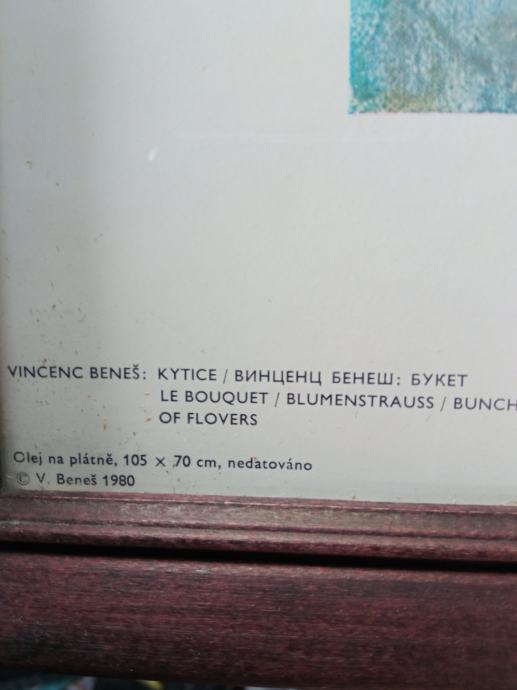 VINCENC BENEŠ: KYTICE / ВИНЦЕНЦ БЕНЕШ: БУКЕТ
LE BOUQUET / BLUMENSTRAUSS / BUNCH
OF FLOVERS
Olej na plátně, 105 × 70 cm, nedatováno
© V. Beneš 1980